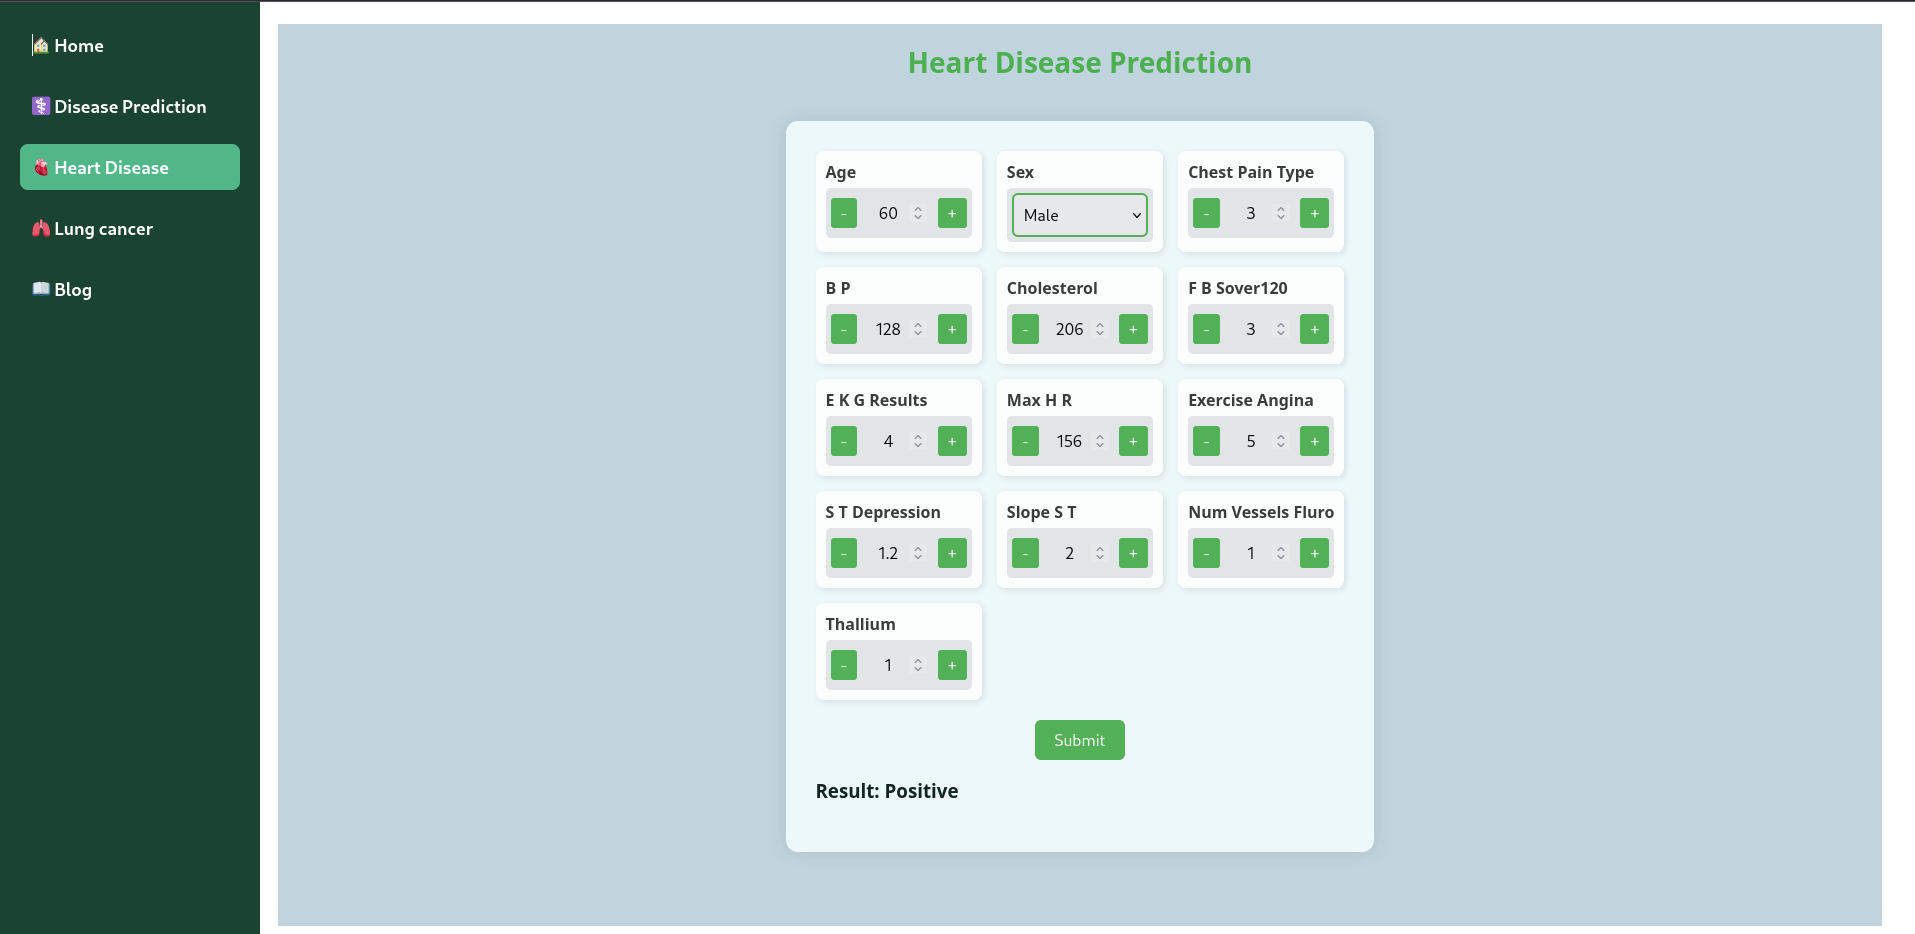 Home
Disease Prediction
Heart Disease
Lung cancer
Blog
Heart Disease Prediction
Age Sex Chest Pain Type
- 60 + Male - 3 +
B P Cholesterol F B Sover120
- 128 + - 206 + - 3 +
E K G Results Max H R Exercise Angina
- 4 + - 156 + - 5 +
S T Depression Slope S T Num Vessels Fluro
- 1.2 + - 2 + - 1 +
Thallium
- 1 +
Submit
Result: Positive